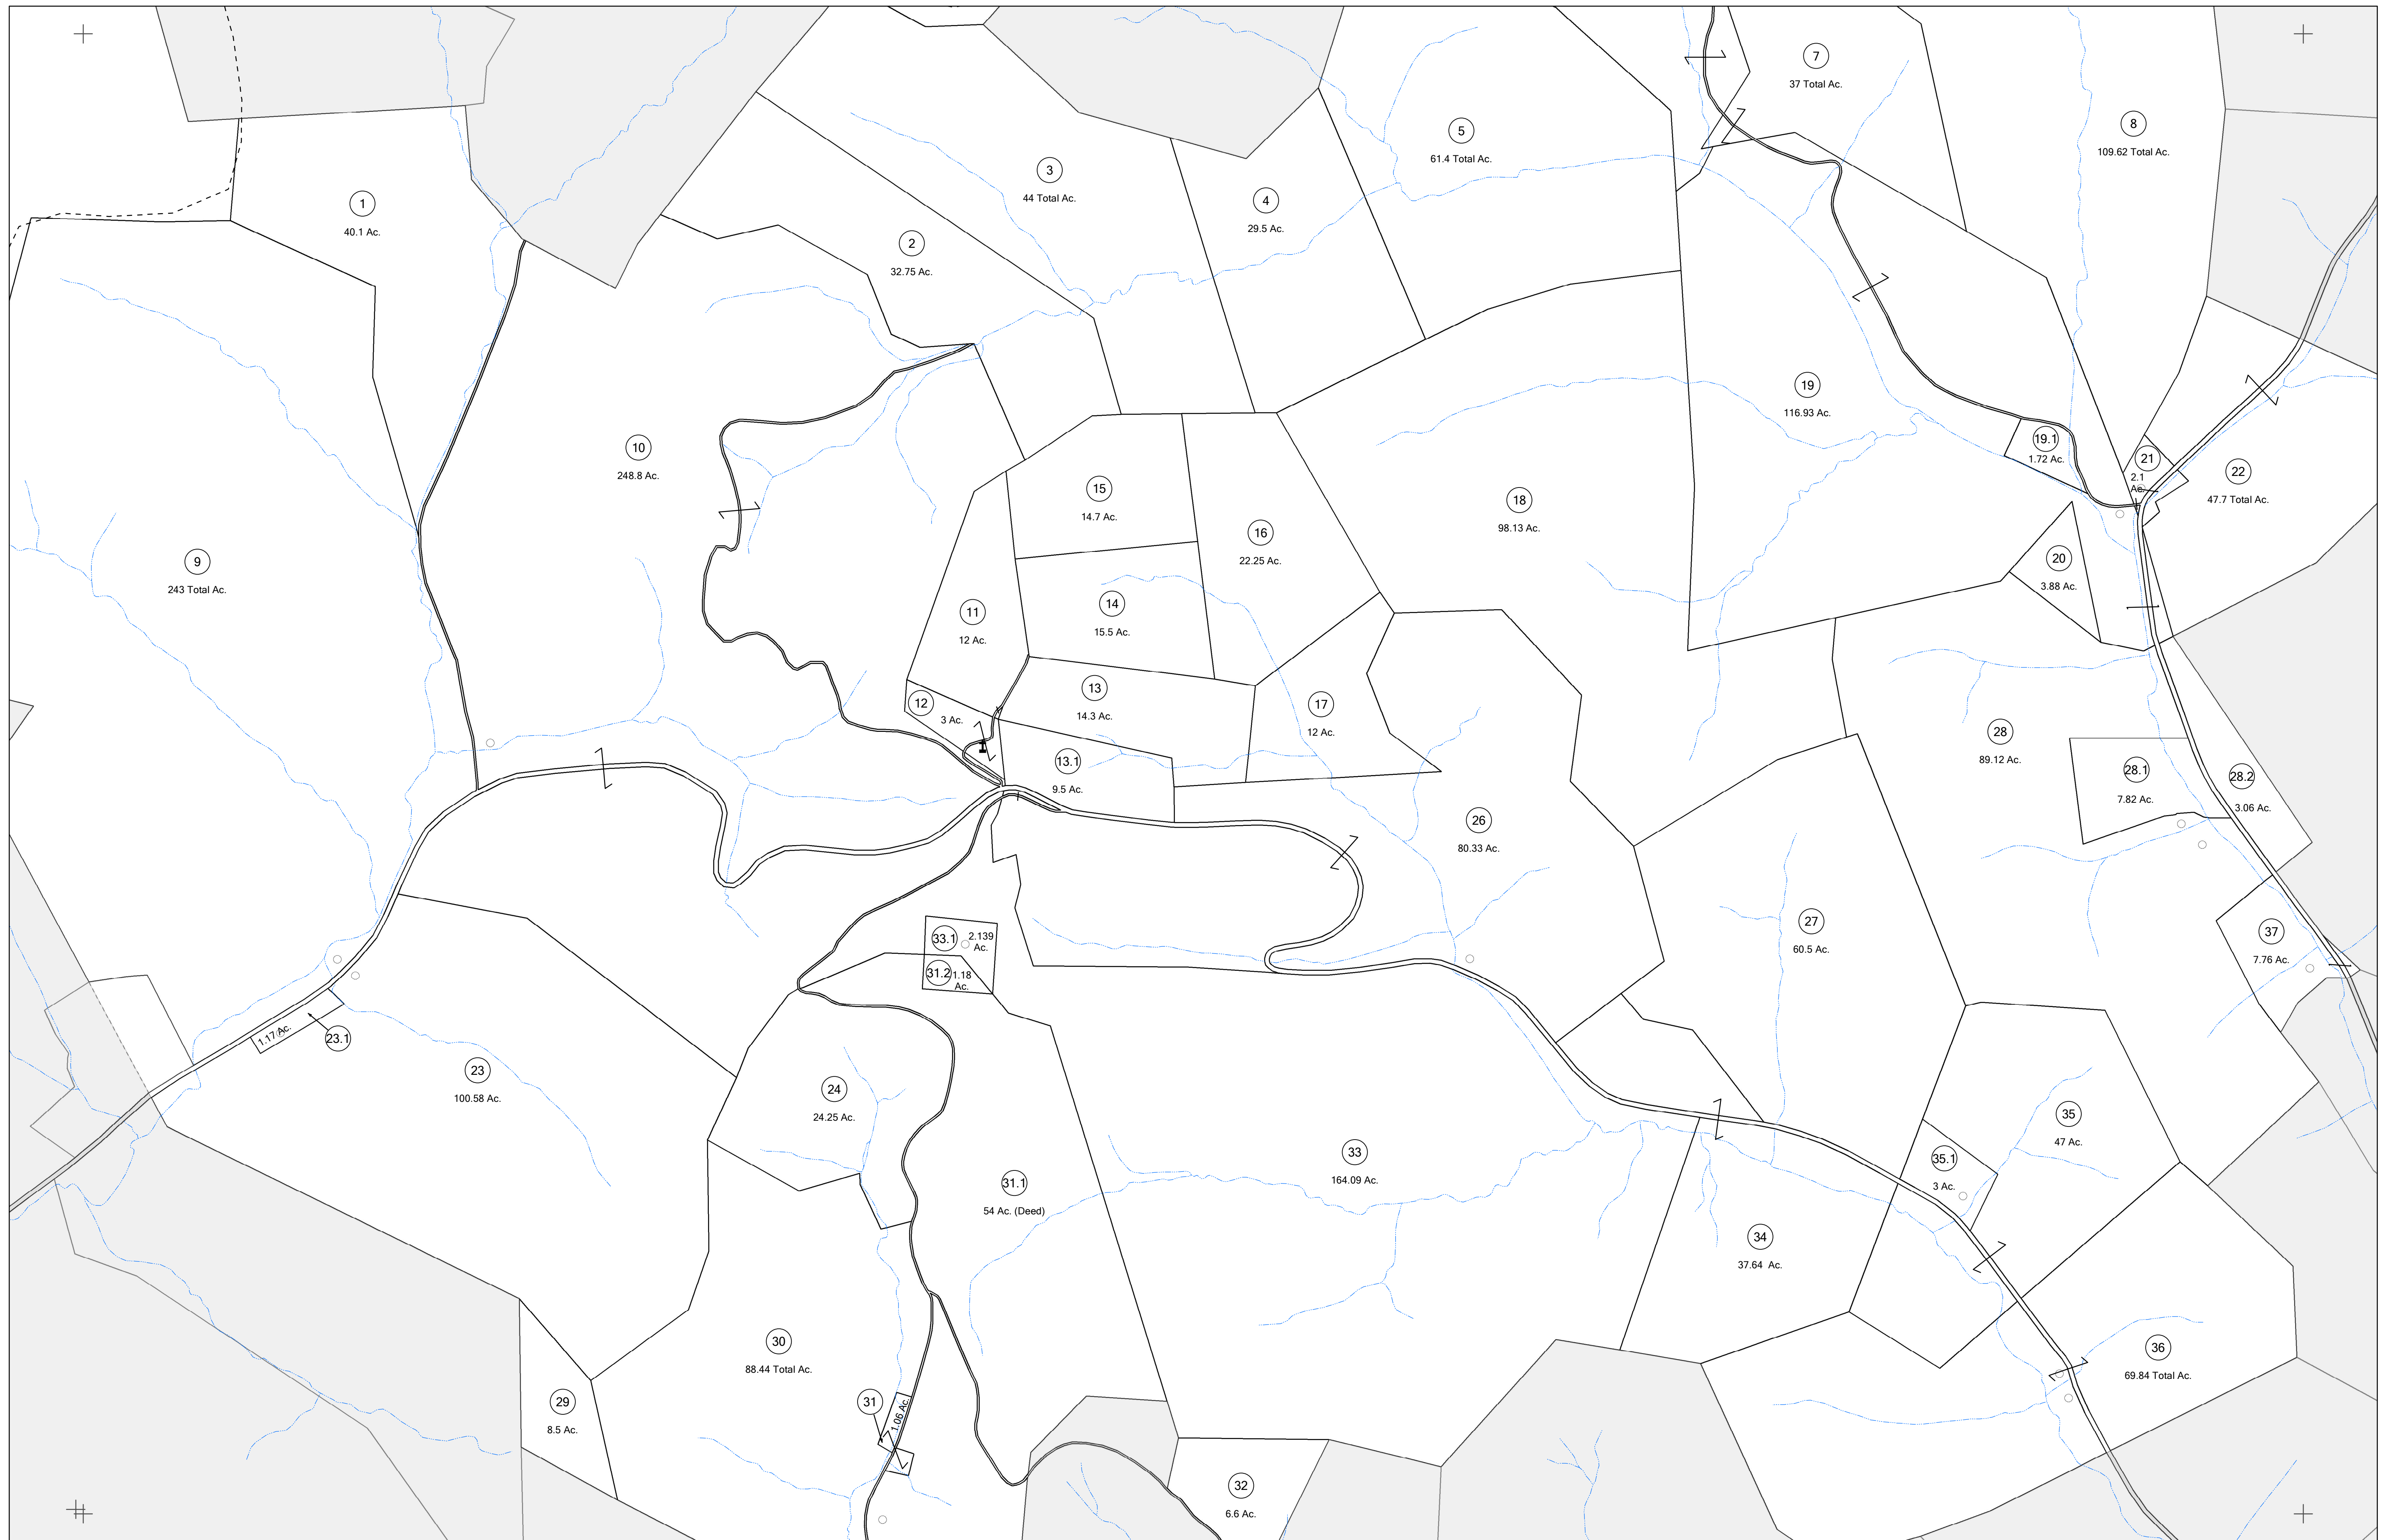 7
37 Total Ac.
8
109.62 Total Ac.
5
61.4 Total Ac.
3
44 Total Ac.
4
29.5 Ac.
1
40.1 Ac.
2
32.75 Ac.
19
116.93 Ac.
10
248.8 Ac.
19.1
1.72 Ac.
21
2.1
Ac.
22
47.7 Total Ac.
15
14.7 Ac.
18
98.13 Ac.
16
22.25 Ac.
9
243 Total Ac.
20
3.88 Ac.
14
15.5 Ac.
11
12 Ac.
13
14.3 Ac.
12
3 Ac.
17
12 Ac.
28
89.12 Ac.
13.1
9.5 Ac.
28.1
7.82 Ac.
28.2
3.06 Ac.
26
80.33 Ac.
27
60.5 Ac.
37
7.76 Ac.
33.1
2.139
Ac.
31.2
1.18
Ac.
1.17 Ac.
23.1
23
100.58 Ac.
24
24.25 Ac.
35
47 Ac.
33
164.09 Ac.
35.1
3 Ac.
31.1
54 Ac. (Deed)
34
37.64 Ac.
30
88.44 Total Ac.
36
69.84 Total Ac.
29
8.5 Ac.
31
1.06 Ac.
32
6.6 Ac.